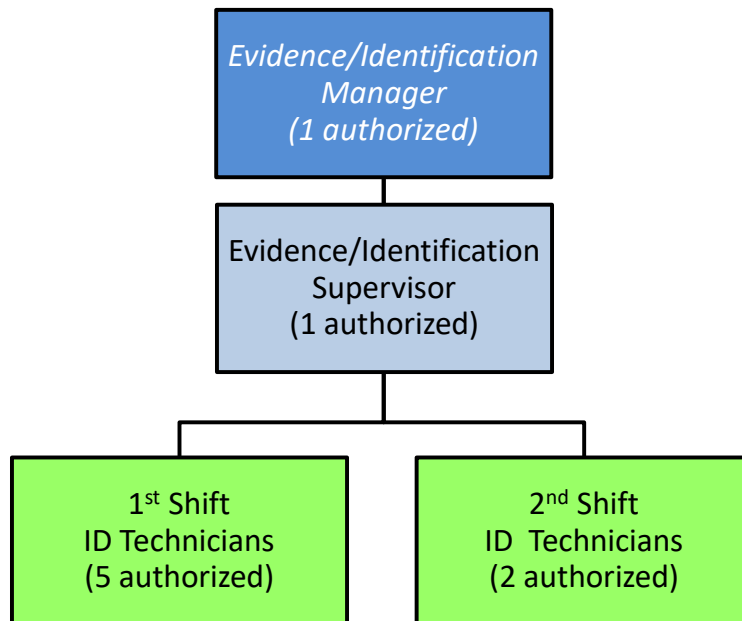 Evidence/Identification
Manager
(1 authorized)
Evidence/Identification
Supervisor
(1 authorized)
1st Shift
ID Technicians
(5 authorized)
2nd Shift
ID  Technicians
(2 authorized)